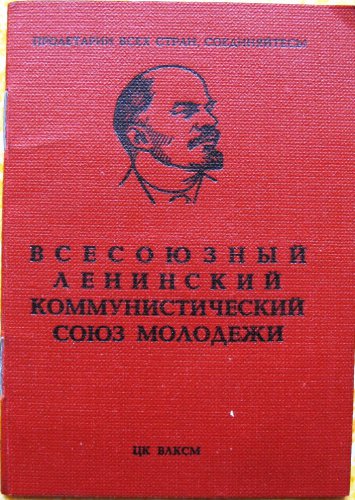 ПРОЛЕТАРИИ ВСЕХ СТРАН, СОЕДИНЯЙТЕСЬ!
ВСЕСОЮЗНЫЙ
ЛЕНИНСКИЙ
КОММУНИСТИЧЕСКИЙ
СОЮЗ МОЛОДЕЖИ
ЦК ВЛКСМ